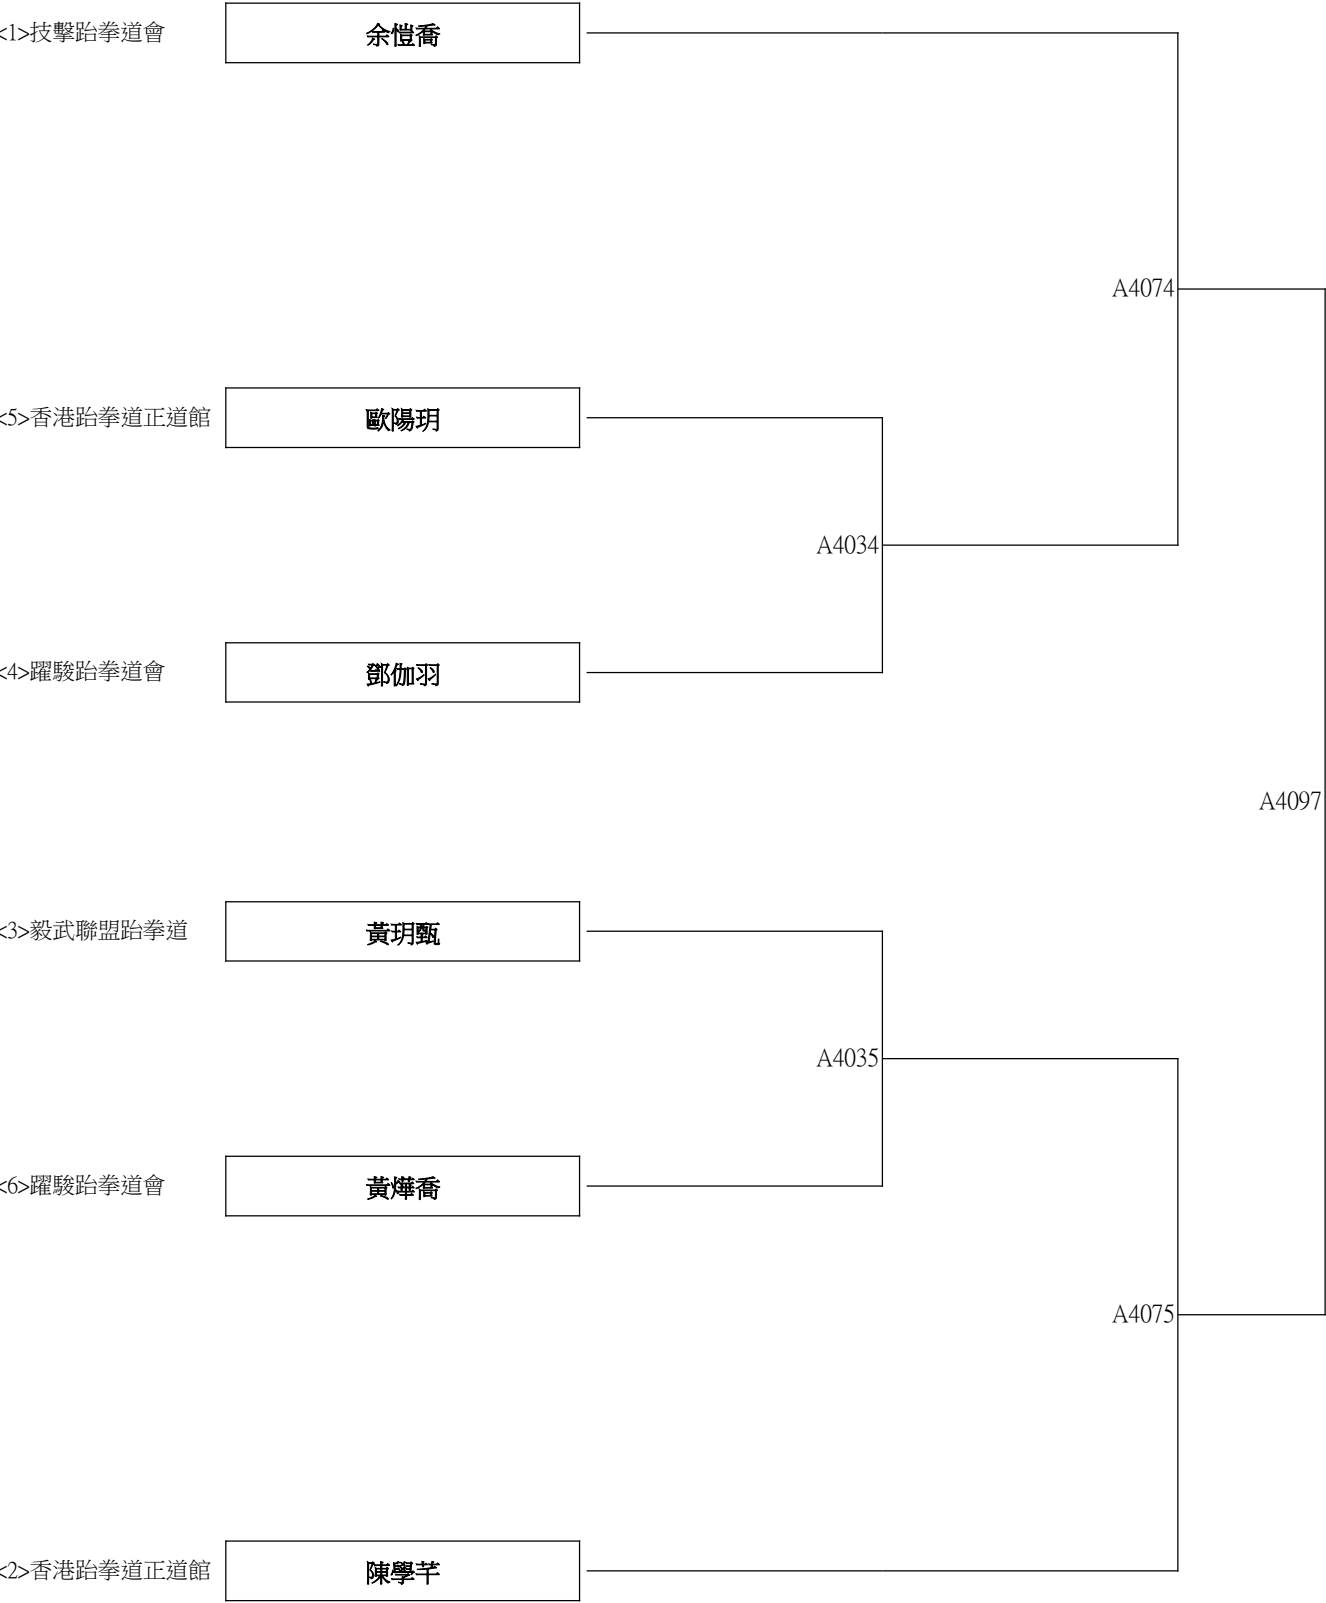 <1>技擊跆拳道會
余愷喬
A4074
<5>香港跆拳道正道館
歐陽玥
A4034
<4>躍駿跆拳道會
鄧伽羽
A4097
<3>毅武聯盟跆拳道
黃玥甄
A4035
<6>躍駿跆拳道會
黃燁喬
A4075
<2>香港跆拳道正道館
陳學芊